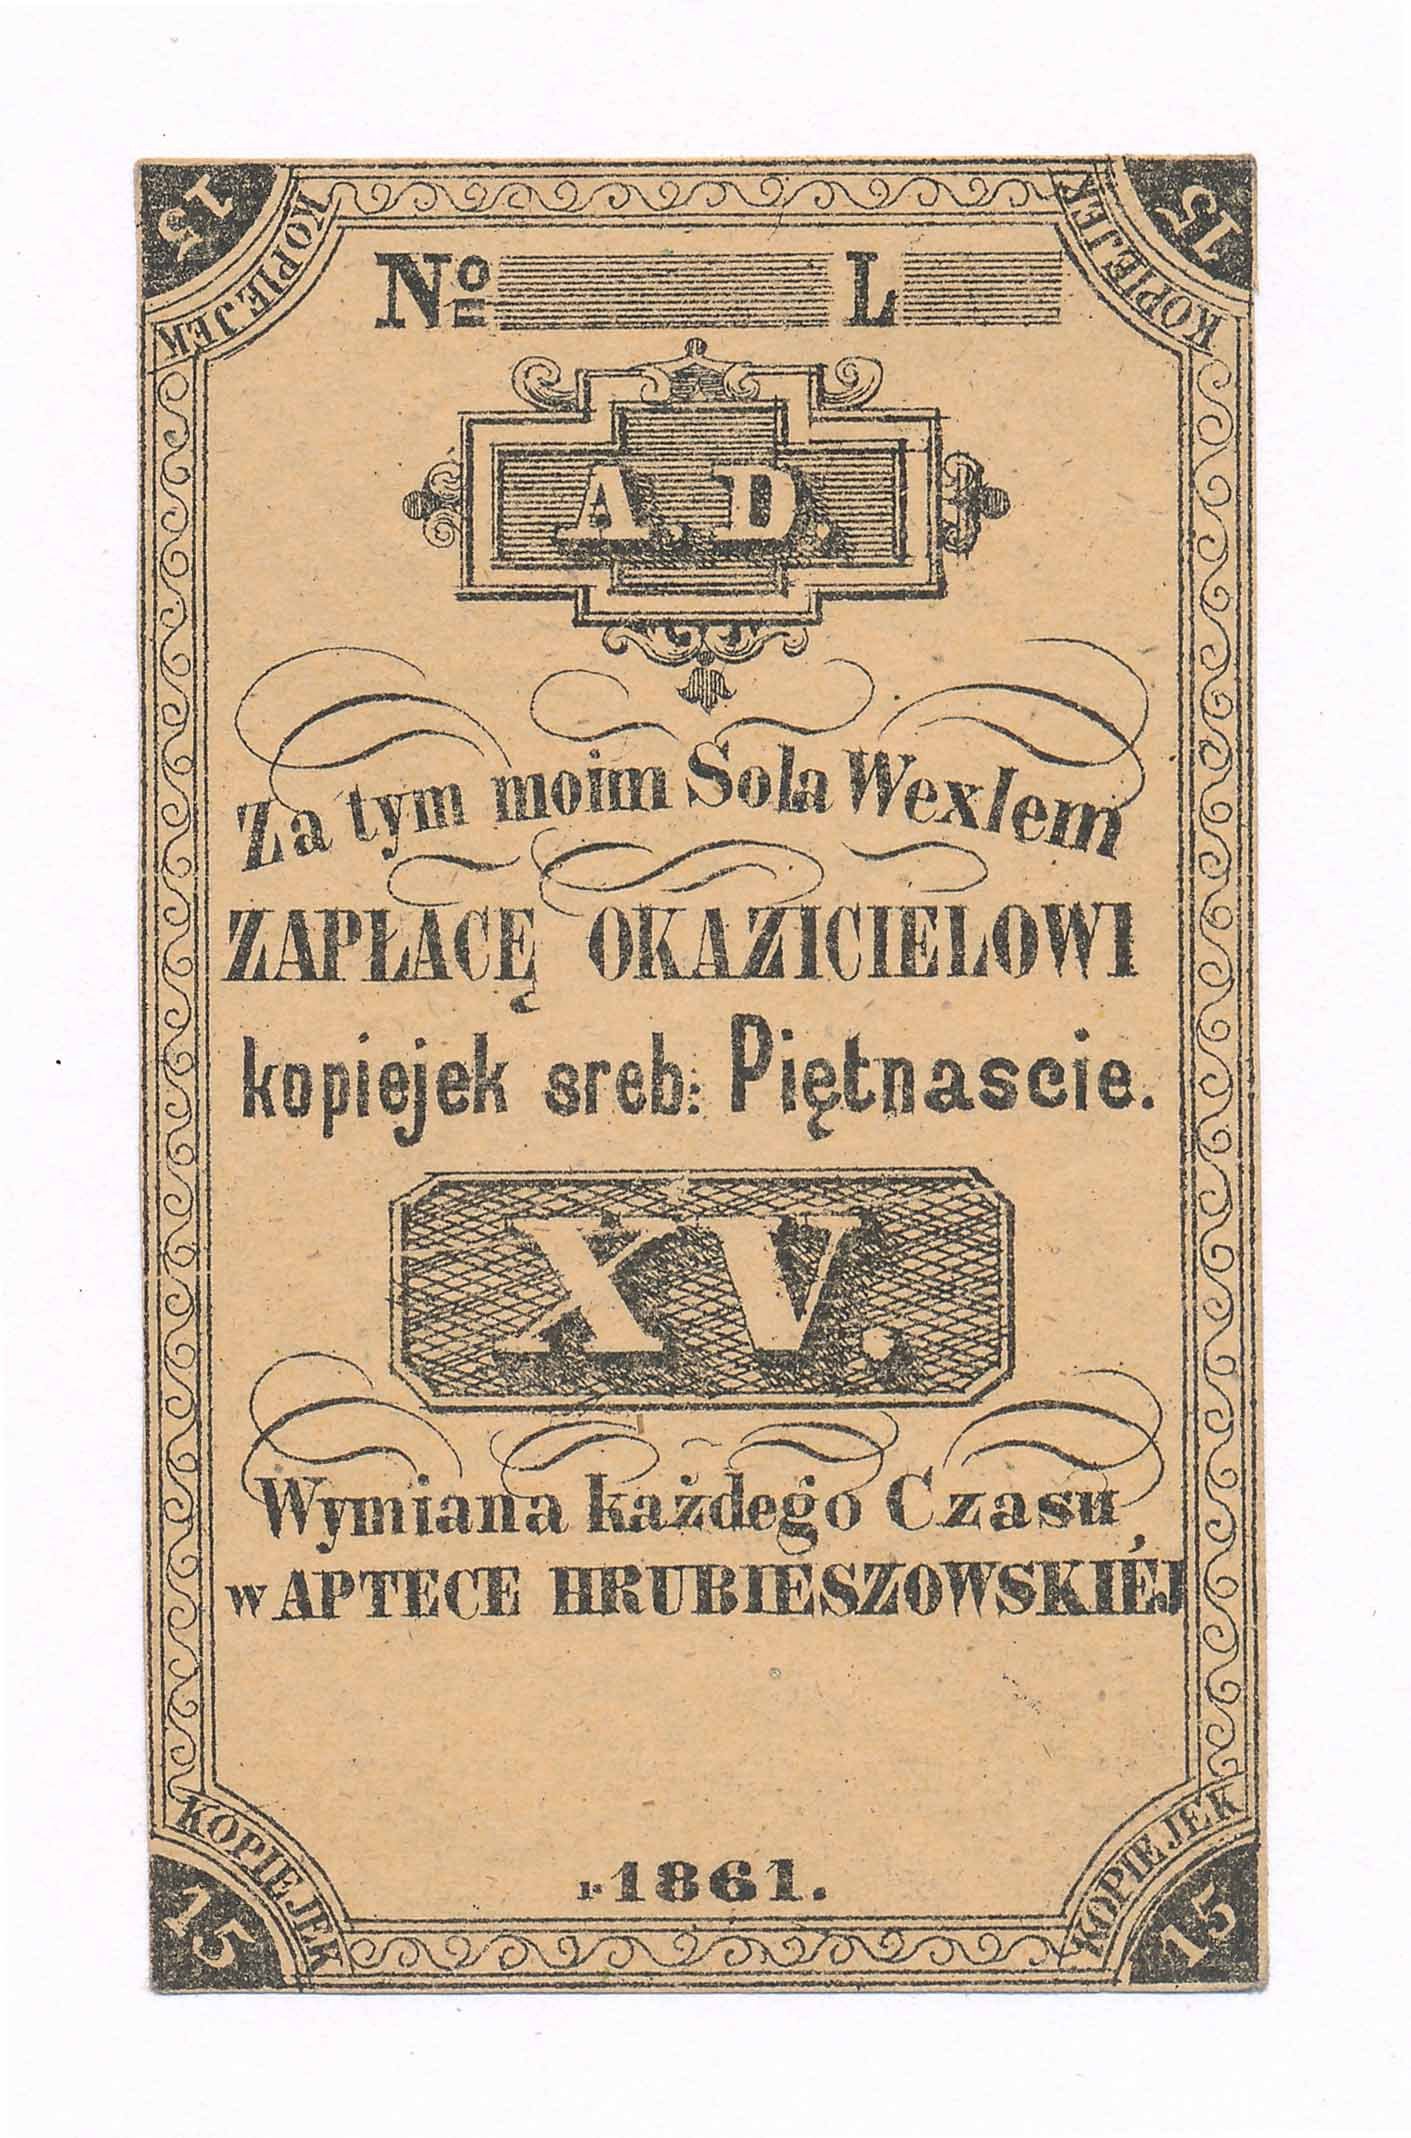 15 15
KOPIEJEK KOPIEJEK
No L
A. D.
Za tym moim Sola Wexlem
ZAPŁACĘ OKAZICIELOWI
kopiejek sreb: Piętnascie.
XV.
Wymiana każdego Czasu
w APTECE HRUBIESZOWSKIÉJ
r. 1861.
KOPIEJEK KOPIEJEK
15 15